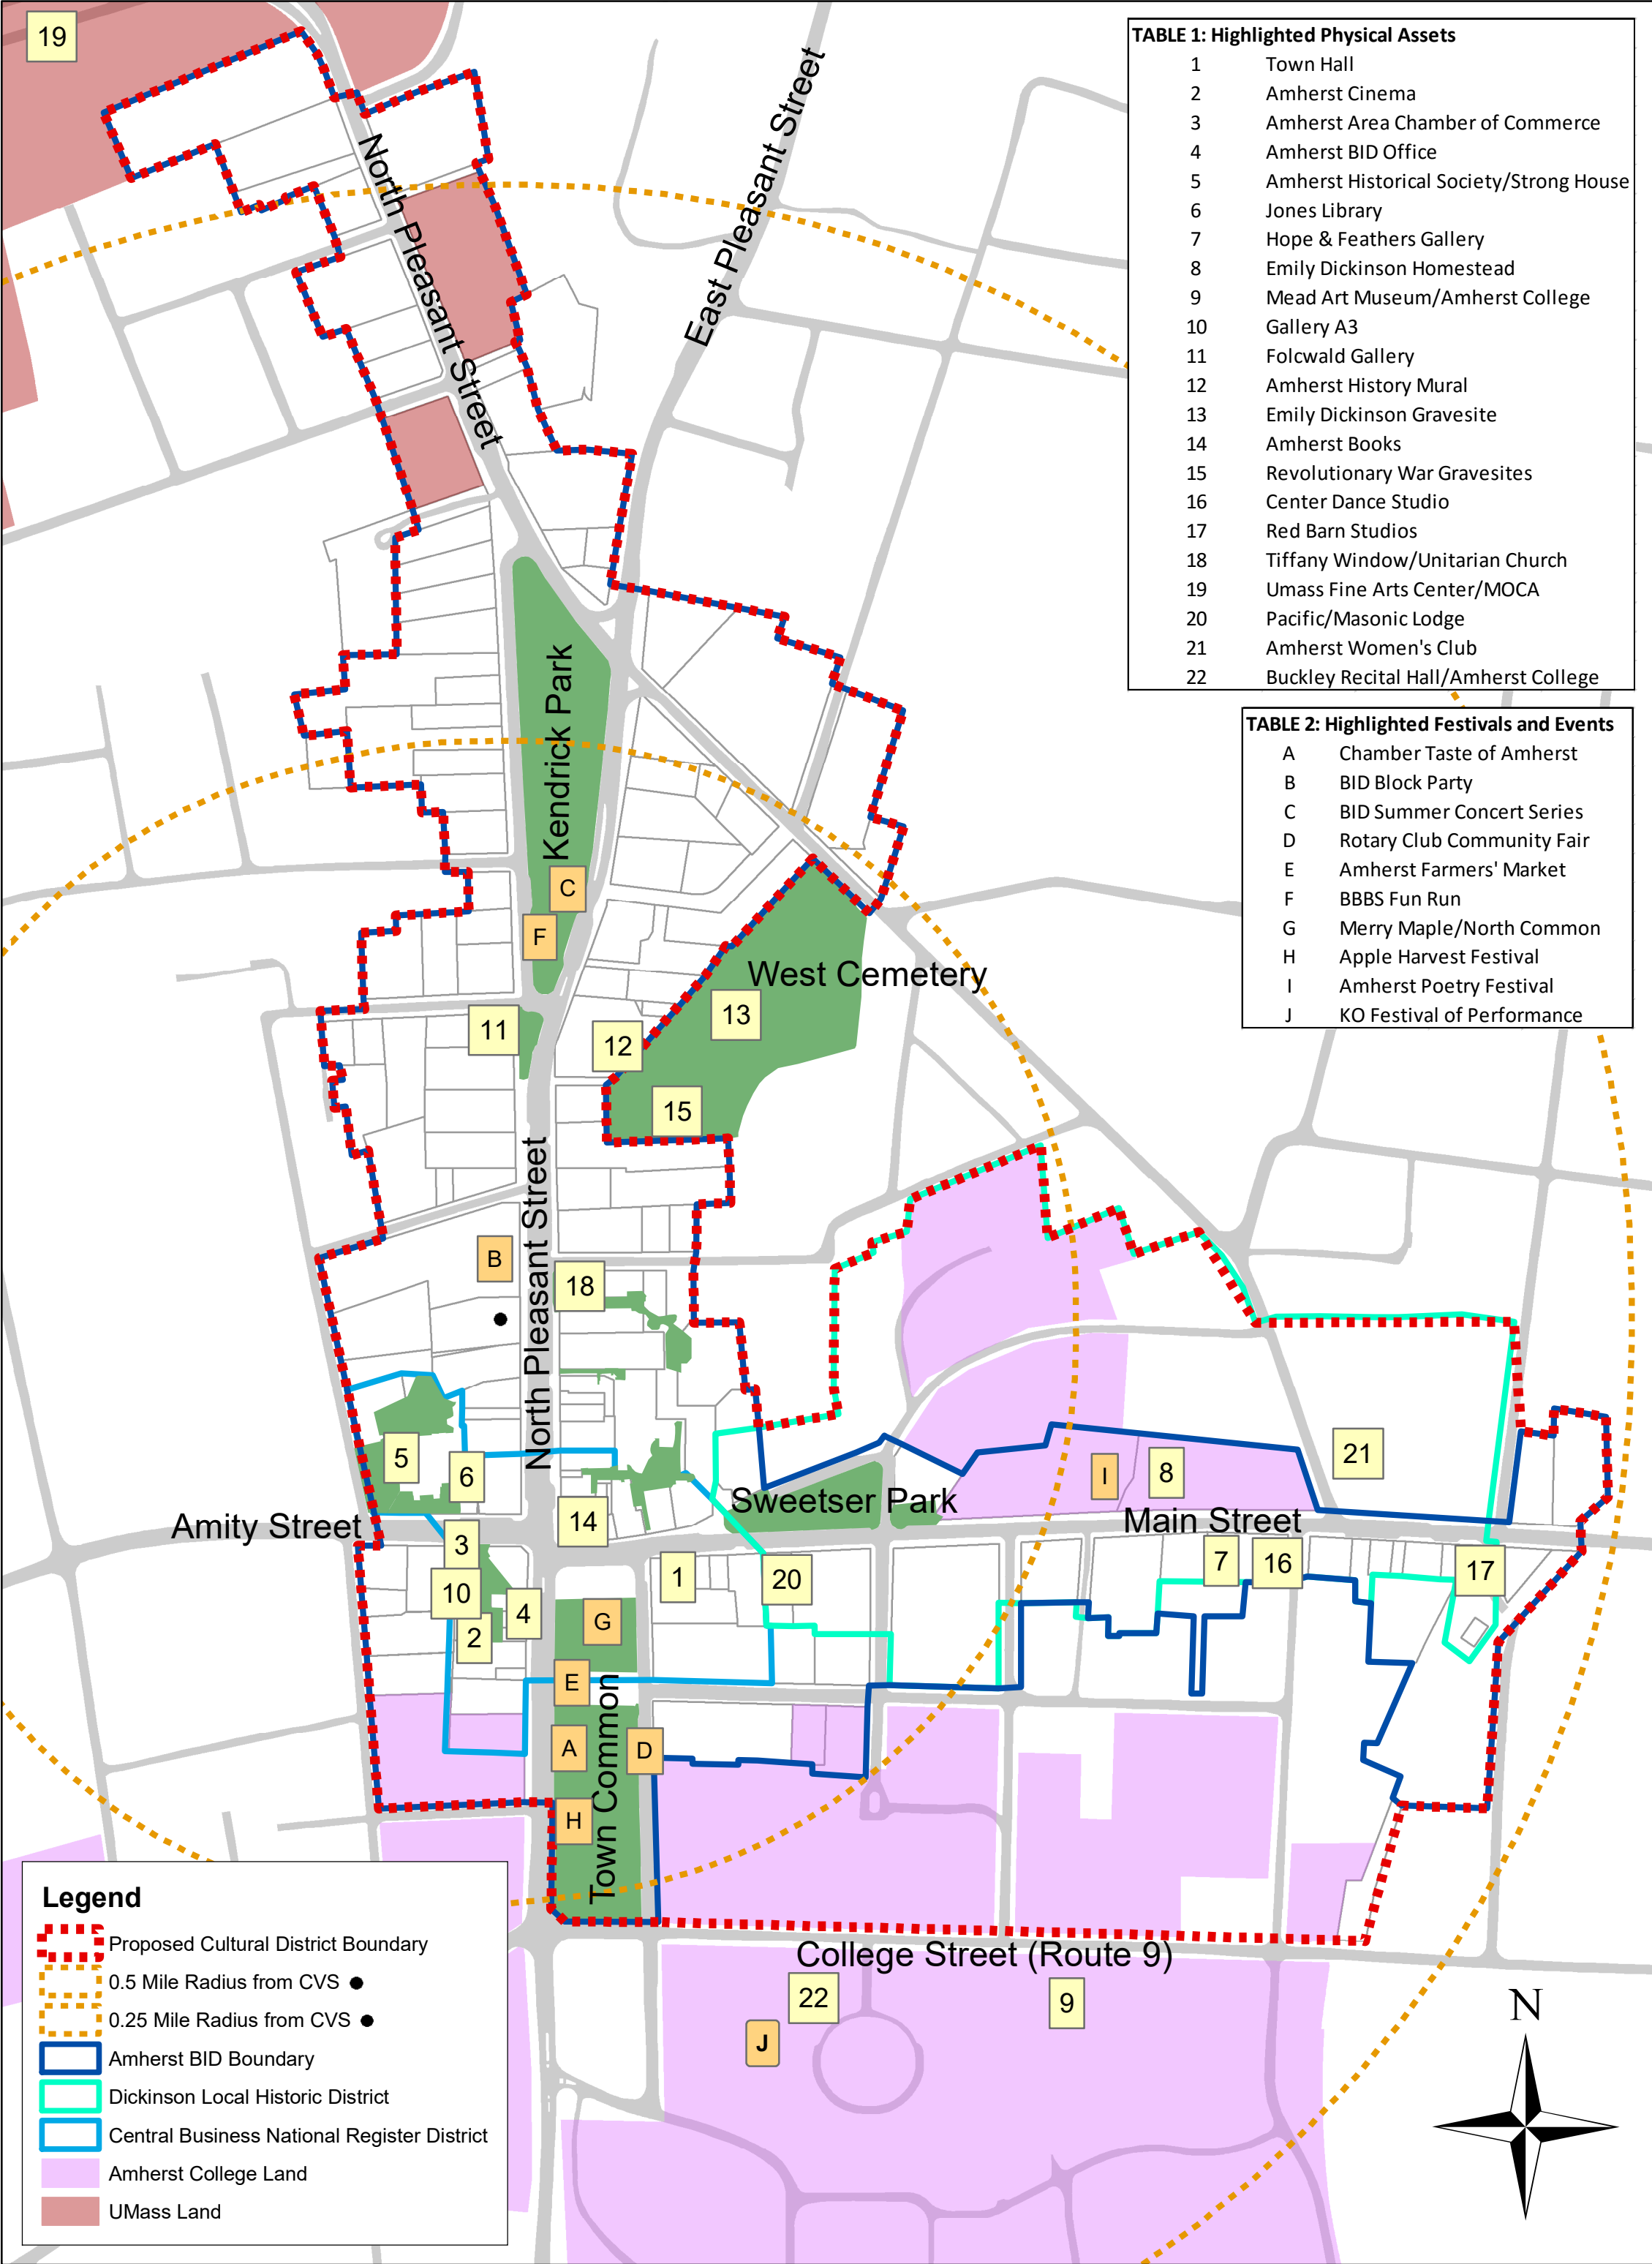 19
TABLE 1: Highlighted Physical Assets
1 Town Hall
2 Amherst Cinema
3 Amherst Area Chamber of Commerce
4 Amherst BID Office
5 Amherst Historical Society/Strong House
6 Jones Library
7 Hope & Feathers Gallery
8 Emily Dickinson Homestead
9 Mead Art Museum/Amherst College
10 Gallery A3
11 Folcwald Gallery
12 Amherst History Mural
13 Emily Dickinson Gravesite
14 Amherst Books
15 Revolutionary War Gravesites
16 Center Dance Studio
17 Red Barn Studios
18 Tiffany Window/Unitarian Church
19 Umass Fine Arts Center/MOCA
20 Pacific/Masonic Lodge
21 Amherst Women's Club
22 Buckley Recital Hall/Amherst College
TABLE 2: Highlighted Festivals and Events
A Chamber Taste of Amherst
B BID Block Party
C BID Summer Concert Series
D Rotary Club Community Fair
E Amherst Farmers' Market
F BBBS Fun Run
G Merry Maple/North Common
H Apple Harvest Festival
I Amherst Poetry Festival
J KO Festival of Performance
North Pleasant Street
East Pleasant Street
Kendrick Park
C
F
West Cemetery
13
11
12
15
North Pleasant Street
B
18
5
6
21
I
8
Sweetser Park
Amity Street
14
Main Street
3
1
20
7
16
17
10
4
2
G
E
Town Common
A
D
H
College Street (Route 9)
22
9
J
N
Legend
Proposed Cultural District Boundary
0.5 Mile Radius from CVS
0.25 Mile Radius from CVS
Amherst BID Boundary
Dickinson Local Historic District
Central Business National Register District
Amherst College Land
UMass Land